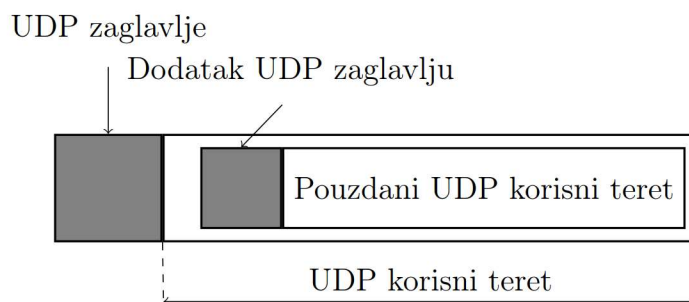 UDP zaglavlje
Dodatak UDP zaglavlju
Pouzdani UDP korisni teret
UDP korisni teret